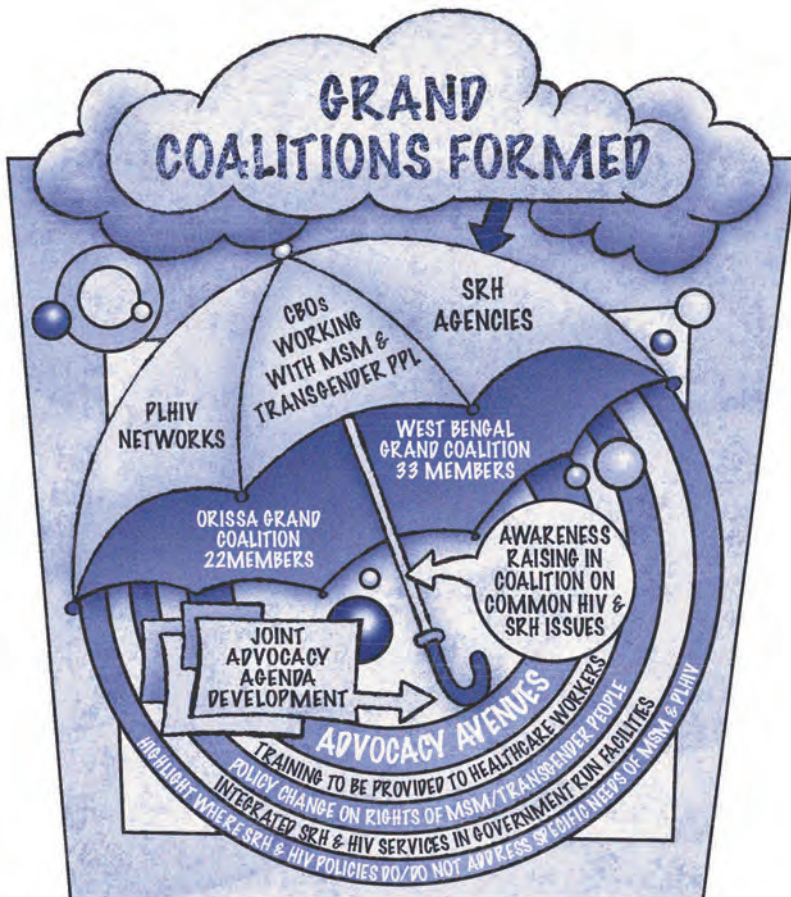 GRAND
COALITIONS FORMED
PLHIV
NETWORKS
CBOs
WORKING
WITH MSM &
TRANSGENDER PPL
SRH
AGENCIES
ORISSA GRAND
COALITION
22MEMBERS
WEST BENGAL
GRAND COALITION
33 MEMBERS
AWARENESS
RAISING IN
COALITION ON
COMMON HIV &
SRH ISSUES
JOINT
ADVOCACY
AGENDA
DEVELOPMENT
ADVOCACY AVENUES
TRAINING TO BE PROVIDED TO HEALTHCARE WORKERS
POLICY CHANGE ON RIGHTS OF MSM/TRANSGENDER PEOPLE
INTEGRATED SRH & HIV SERVICES IN GOVERNMENT RUN FACILITIES
HIGHLIGHT WHERE SRH & HIV POLICIES DO/DO NOT ADDRESS SPECIFIC NEEDS OF MSM & PLHIV